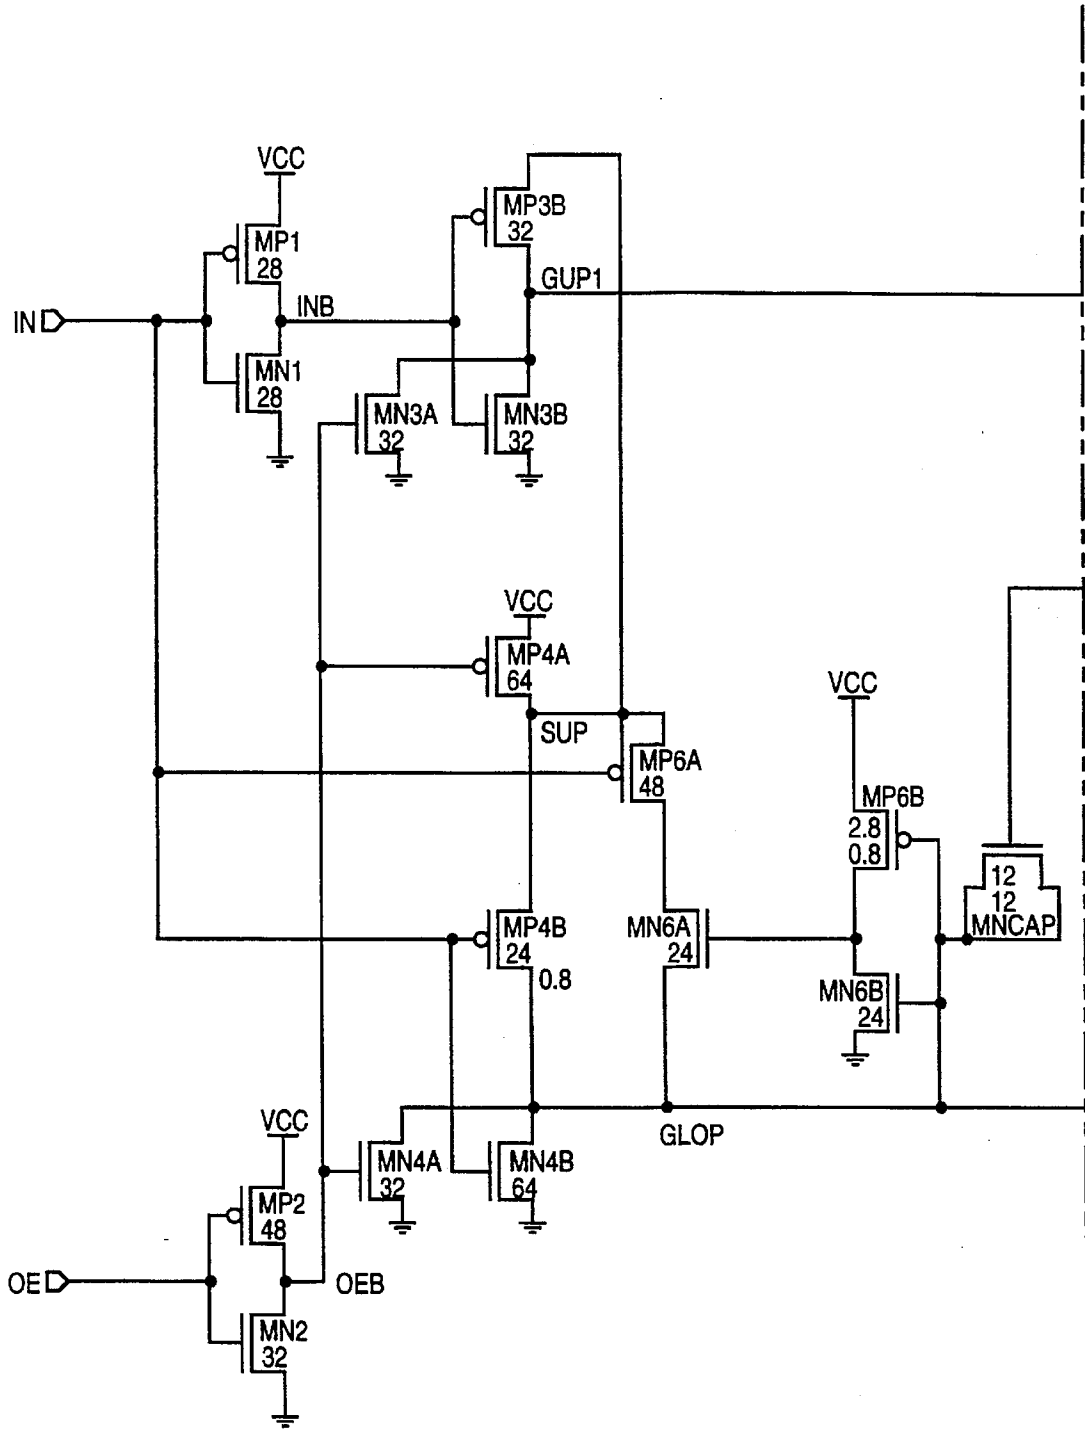 VCC
MP1
28
IN
INB
MN1
28
MP3B
32
GUP1
MN3A
32
MN3B
32
VCC
MP4A
64
SUP
MP6A
48
VCC
MP6B
2.8
0.8
12
12
MNCAP
MP4B
24
0.8
MN6A
24
MN6B
24
GLOP
VCC
MP2
48
MN4A
32
MN4B
64
OE
OEB
MN2
32